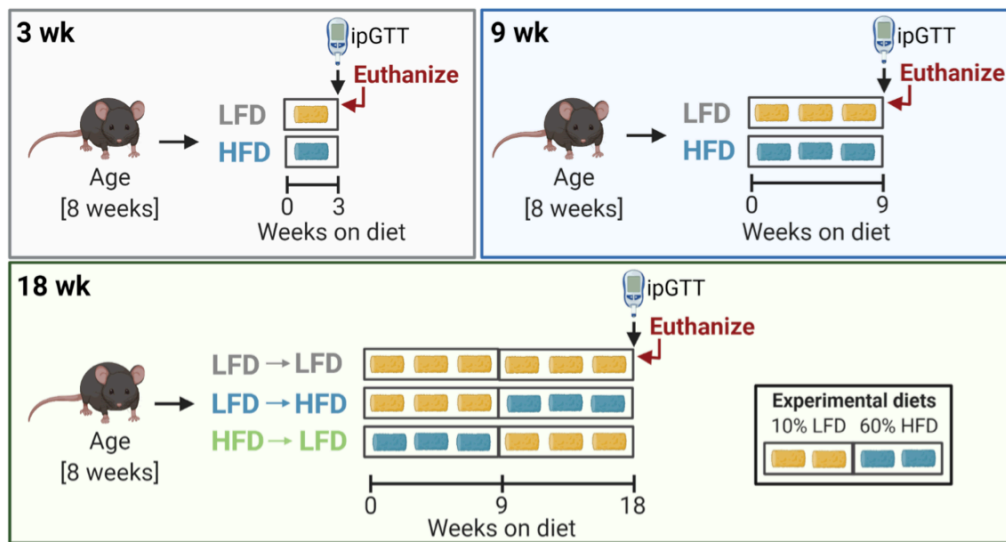 3 wk
ipGTT
Euthanize
LFD
HFD
Age
[8 weeks]
0 3
Weeks on diet
9 wk
ipGTT
Euthanize
LFD
HFD
Age
[8 weeks]
0 9
Weeks on diet
18 wk
ipGTT
Euthanize
LFD → LFD
LFD → HFD
HFD → LFD
Age
[8 weeks]
0 9 18
Weeks on diet
Experimental diets
10% LFD 60% HFD